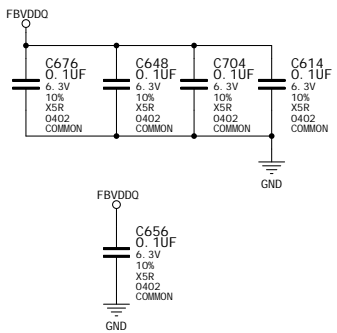 FBVDDQ
C676
0.1UF
6.3V
10%
X5R
0402
COMMON
C648
0.1UF
6.3V
10%
X5R
0402
COMMON
C704
0.1UF
6.3V
10%
X5R
0402
COMMON
C614
0.1UF
6.3V
10%
X5R
0402
COMMON
GND
FBVDDQ
C656
0.1UF
6.3V
10%
X5R
0402
COMMON
GND